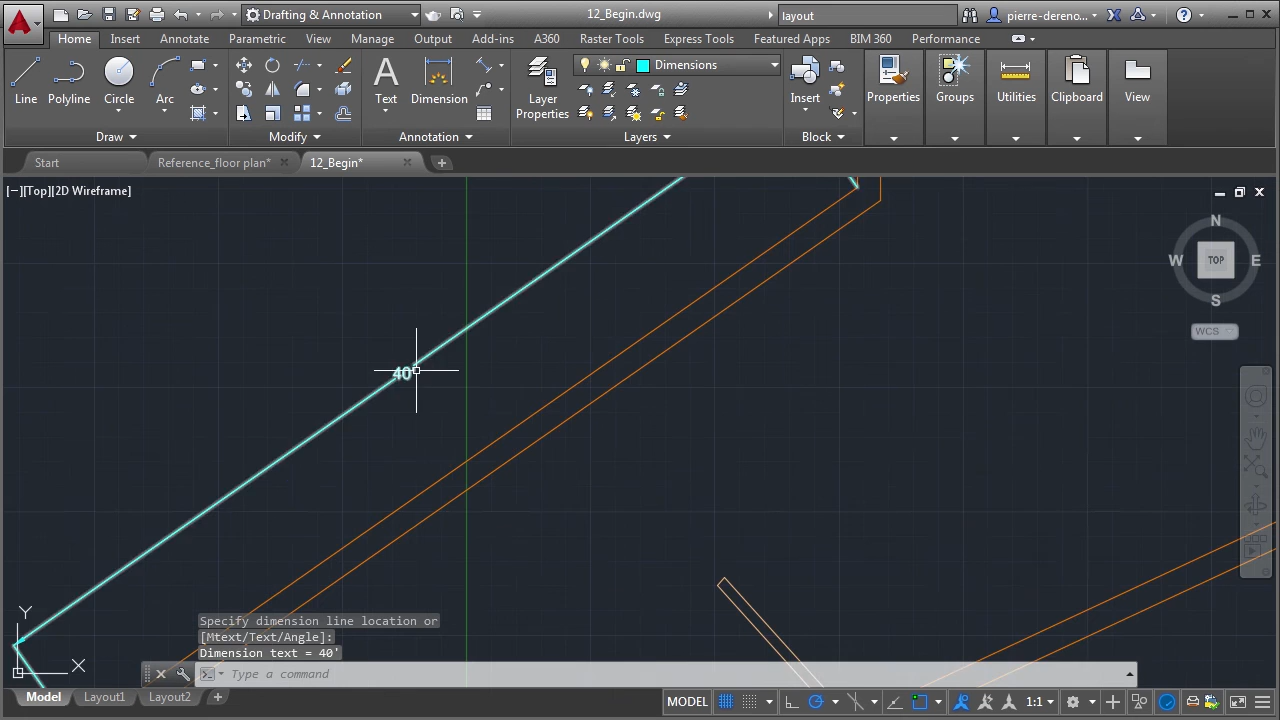 Drafting & Annotation
12_Begin.dwg
layout
pierre-dereno...
Home
Insert
Annotate
Parametric
View
Manage
Output
Add-ins
A360
Raster Tools
Express Tools
Featured Apps
BIM 360
Performance
Line
Polyline
Circle
Arc
Draw
Modify
A
Text
Dimension
Annotation
Layer
Properties
Dimensions
Layers
Insert
Block
Properties
Groups
Utilities
Clipboard
View
Start
Reference_floor plan*
12_Begin*
[−][Top][2D Wireframe]
N
W
TOP
E
S
WCS
40'
Y
X
Specify dimension line location or
[Mtext/Text/Angle]:
Dimension text = 40'
Type a command
Model
Layout1
Layout2
MODEL
1:1